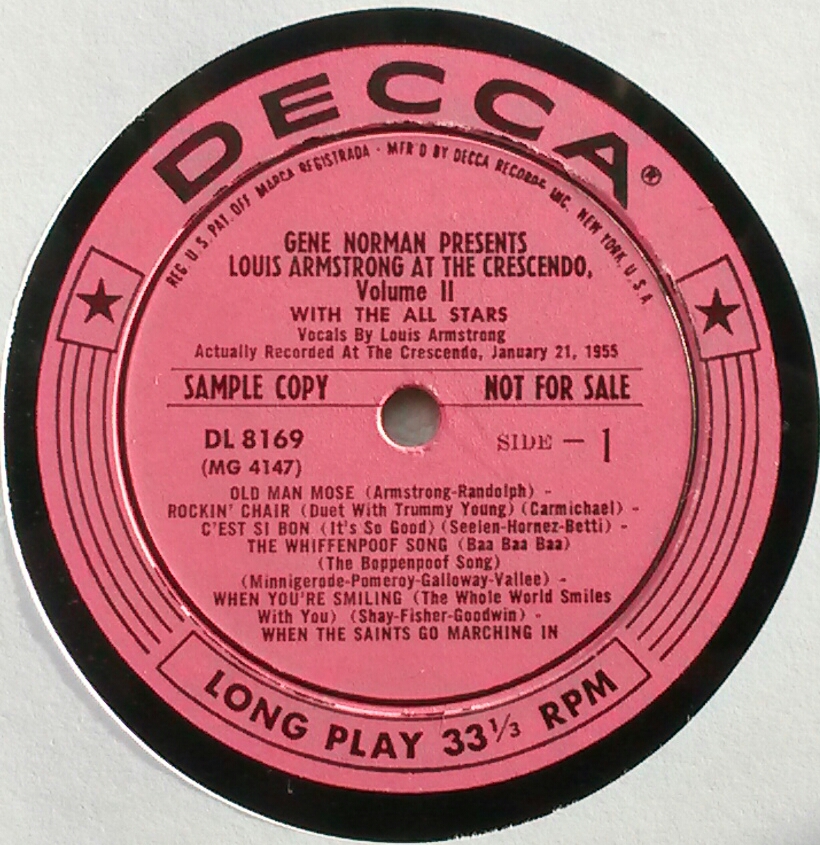 DECCA®
REG. U.S. PAT. OFF. MARCA REGISTRADA · MFR'D BY DECCA RECORDS INC. NEW YORK, U.S.A
GENE NORMAN PRESENTS
LOUIS ARMSTRONG AT THE CRESCENDO,
Volume II
WITH THE ALL STARS
Vocals By Louis Armstrong
Actually Recorded At The Crescendo, January 21, 1955
SAMPLE COPY NOT FOR SALE
DL 8169 SIDE - 1
(MG 4147)
OLD MAN MOSE (Armstrong-Randolph) -
ROCKIN' CHAIR (Duet With Trummy Young) (Carmichael) -
C'EST SI BON (It's So Good) (Seelen-Hornez-Betti) -
THE WHIFFENPOOF SONG (Baa Baa Baa)
(The Boppenpoof Song)
(Minnigerode-Pomeroy-Galloway-Vallee) -
WHEN YOU'RE SMILING (The Whole World Smiles
With You) (Shay-Fisher-Goodwin) -
WHEN THE SAINTS GO MARCHING IN
LONG PLAY 33⅓ RPM